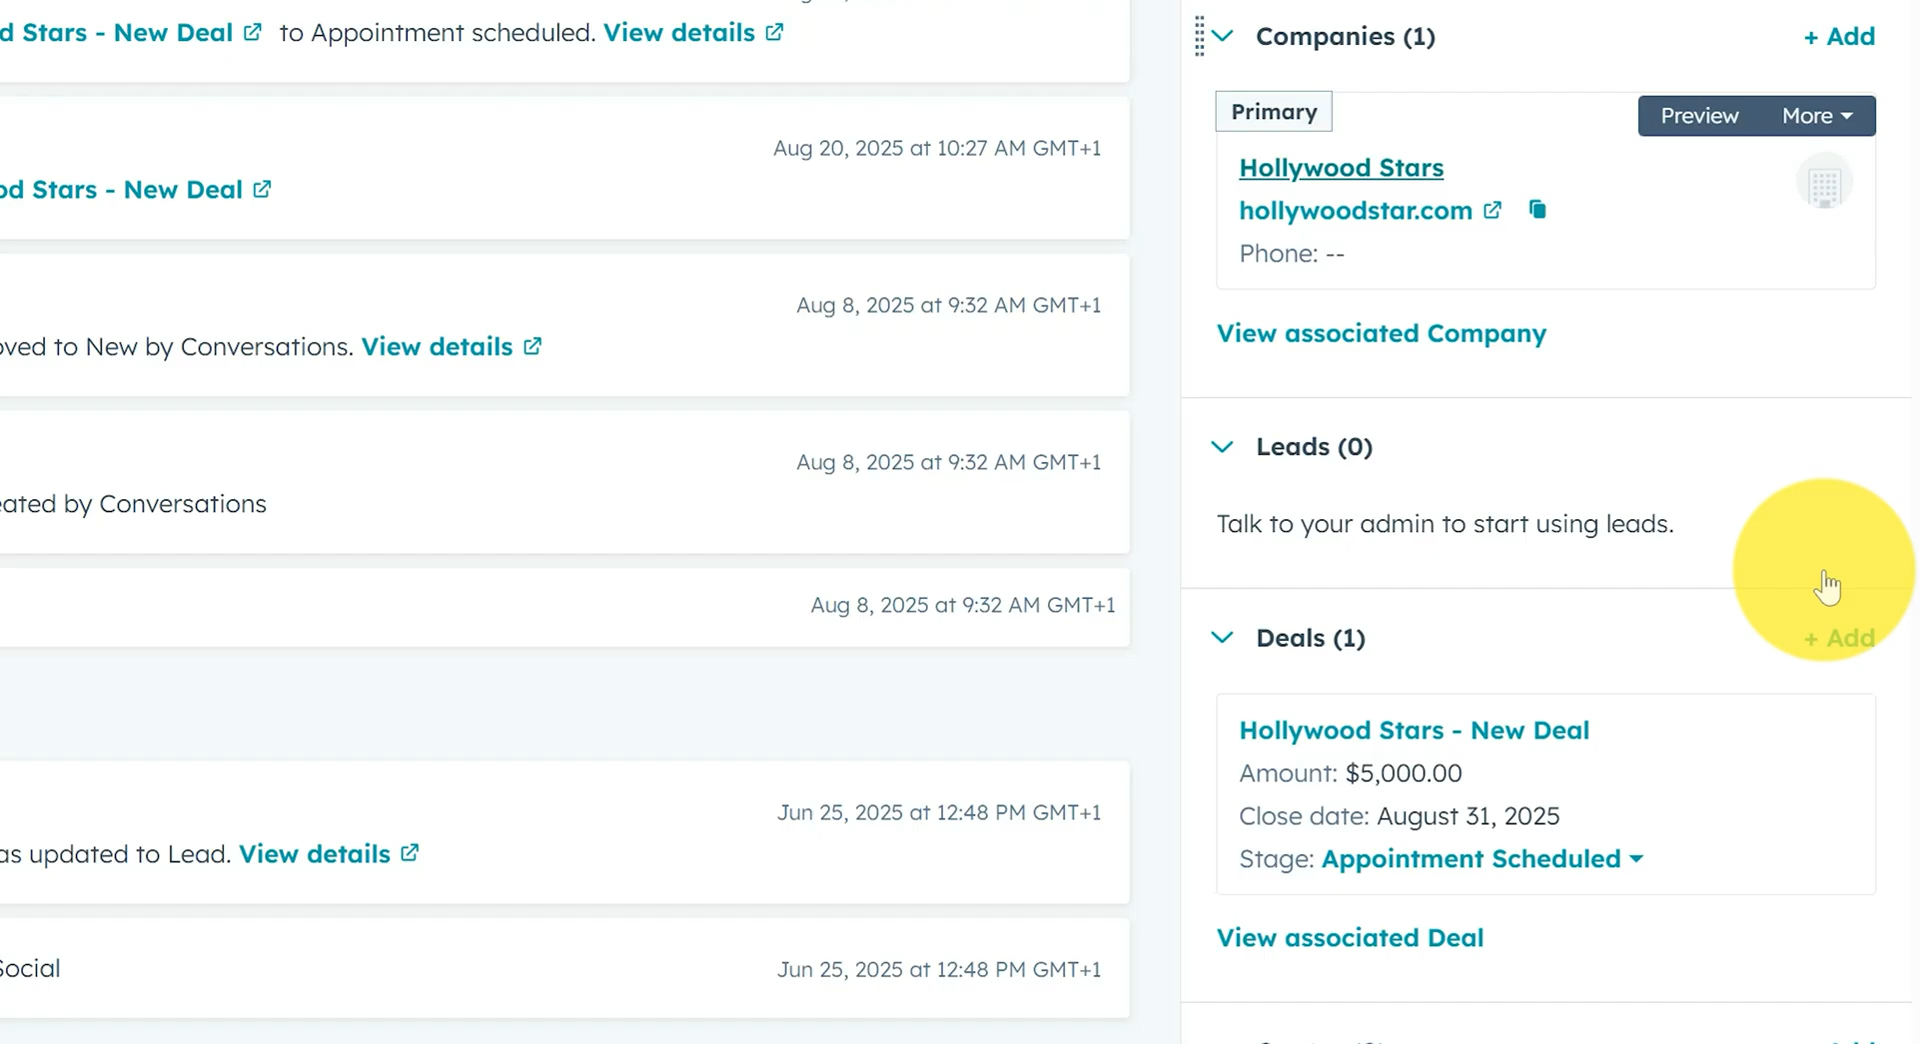 d Stars - New Deal to Appointment scheduled. View details
Aug 20, 2025 at 10:27 AM GMT+1
od Stars - New Deal
Aug 8, 2025 at 9:32 AM GMT+1
oved to New by Conversations. View details
Aug 8, 2025 at 9:32 AM GMT+1
eated by Conversations
Aug 8, 2025 at 9:32 AM GMT+1
Jun 25, 2025 at 12:48 PM GMT+1
as updated to Lead. View details
Social
Jun 25, 2025 at 12:48 PM GMT+1
Companies (1)
+ Add
Primary
Preview More
Hollywood Stars
hollywoodstar.com
Phone: --
View associated Company
Leads (0)
Talk to your admin to start using leads.
Deals (1)
+ Add
Hollywood Stars - New Deal
Amount: $5,000.00
Close date: August 31, 2025
Stage: Appointment Scheduled
View associated Deal